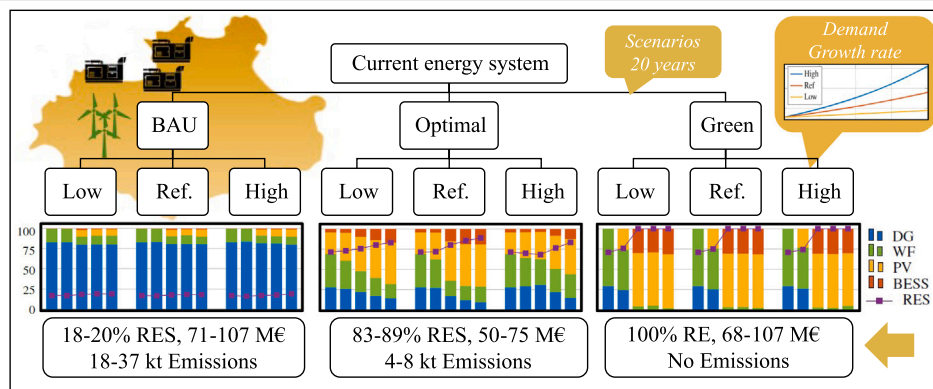 Current energy system
Scenarios
20 years
Demand
Growth rate
High
Ref
Low
BAU
Optimal
Green
Low
Ref.
High
Low
Ref.
High
Low
Ref.
High
100
75
50
25
0
DG
WF
PV
BESS
RES
18-20% RES, 71-107 M€
18-37 kt Emissions
83-89% RES, 50-75 M€
4-8 kt Emissions
100% RE, 68-107 M€
No Emissions